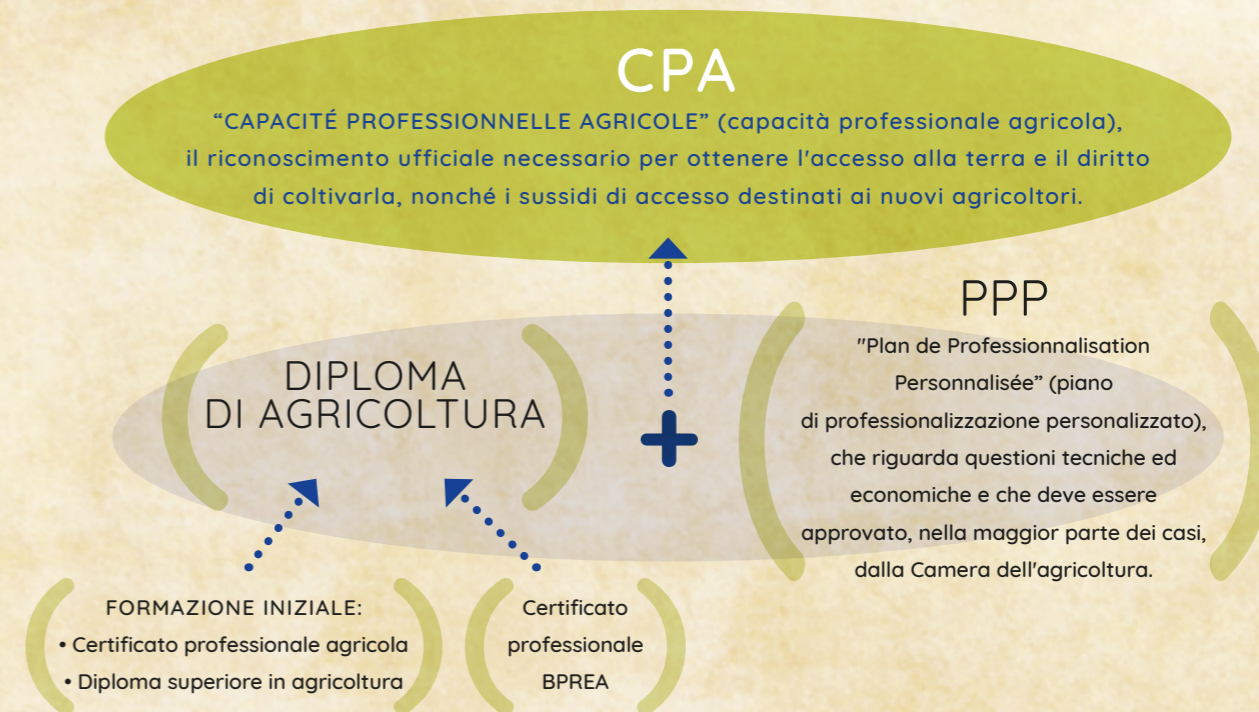 CPA
“CAPACITÉ PROFESSIONNELLE AGRICOLE” (capacità professionale agricola),
il riconoscimento ufficiale necessario per ottenere l'accesso alla terra e il diritto
di coltivarla, nonché i sussidi di accesso destinati ai nuovi agricoltori.
DIPLOMA
DI AGRICOLTURA
PPP
"Plan de Professionnalisation
Personnalisée” (piano
di professionalizzazione personalizzato),
che riguarda questioni tecniche ed
economiche e che deve essere
approvato, nella maggior parte dei casi,
dalla Camera dell'agricoltura.
FORMAZIONE INIZIALE:
• Certificato professionale agricola
• Diploma superiore in agricoltura
Certificato
professionale
BPREA